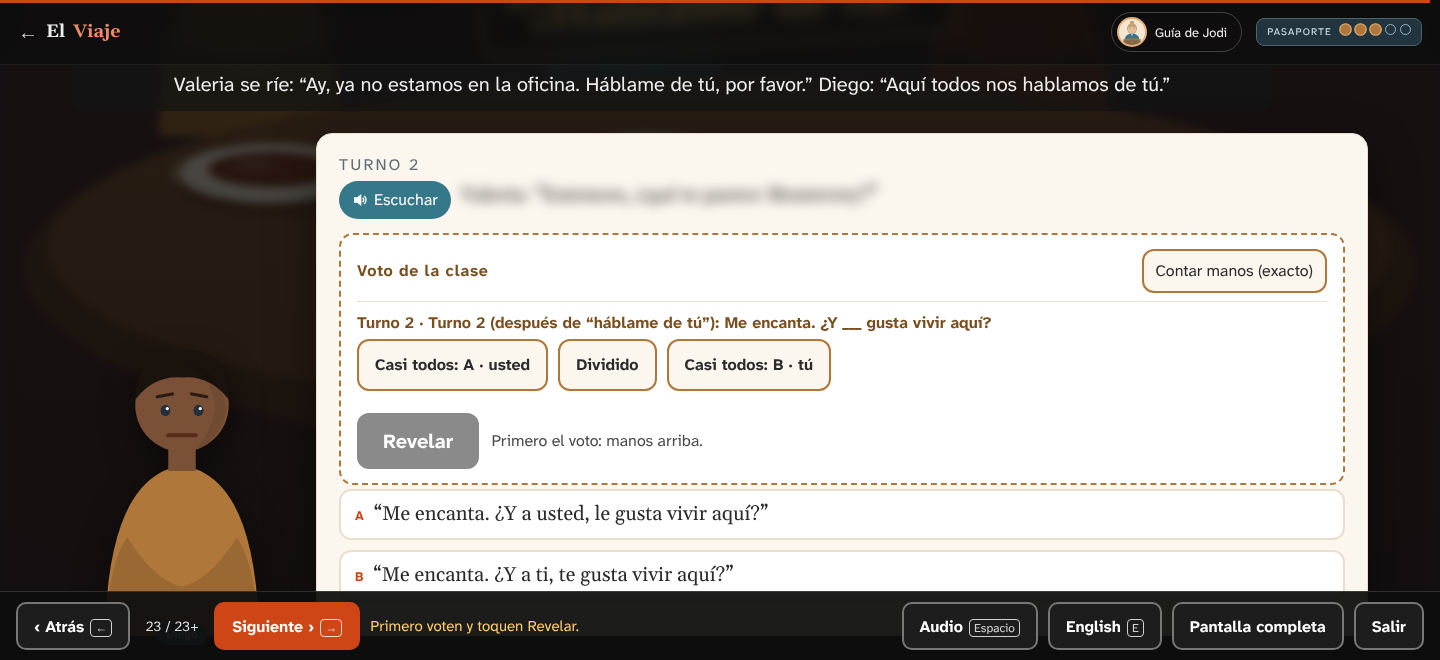 ← El Viaje
Guía de Jodi
PASAPORTE
Valeria se ríe: “Ay, ya no estamos en la oficina. Háblame de tú, por favor.” Diego: “Aquí todos nos hablamos de tú.”
TURNO 2
Escuchar
Voto de la clase
Contar manos (exacto)
Turno 2 · Turno 2 (después de “háblame de tú”): Me encanta. ¿Y __ gusta vivir aquí?
Casi todos: A · usted
Dividido
Casi todos: B · tú
Revelar
Primero el voto: manos arriba.
A “Me encanta. ¿Y a usted, le gusta vivir aquí?”
B “Me encanta. ¿Y a ti, te gusta vivir aquí?”
‹ Atrás ←
23 / 23+
Siguiente › →
Primero voten y toquen Revelar.
Audio Espacio
English E
Pantalla completa
Salir